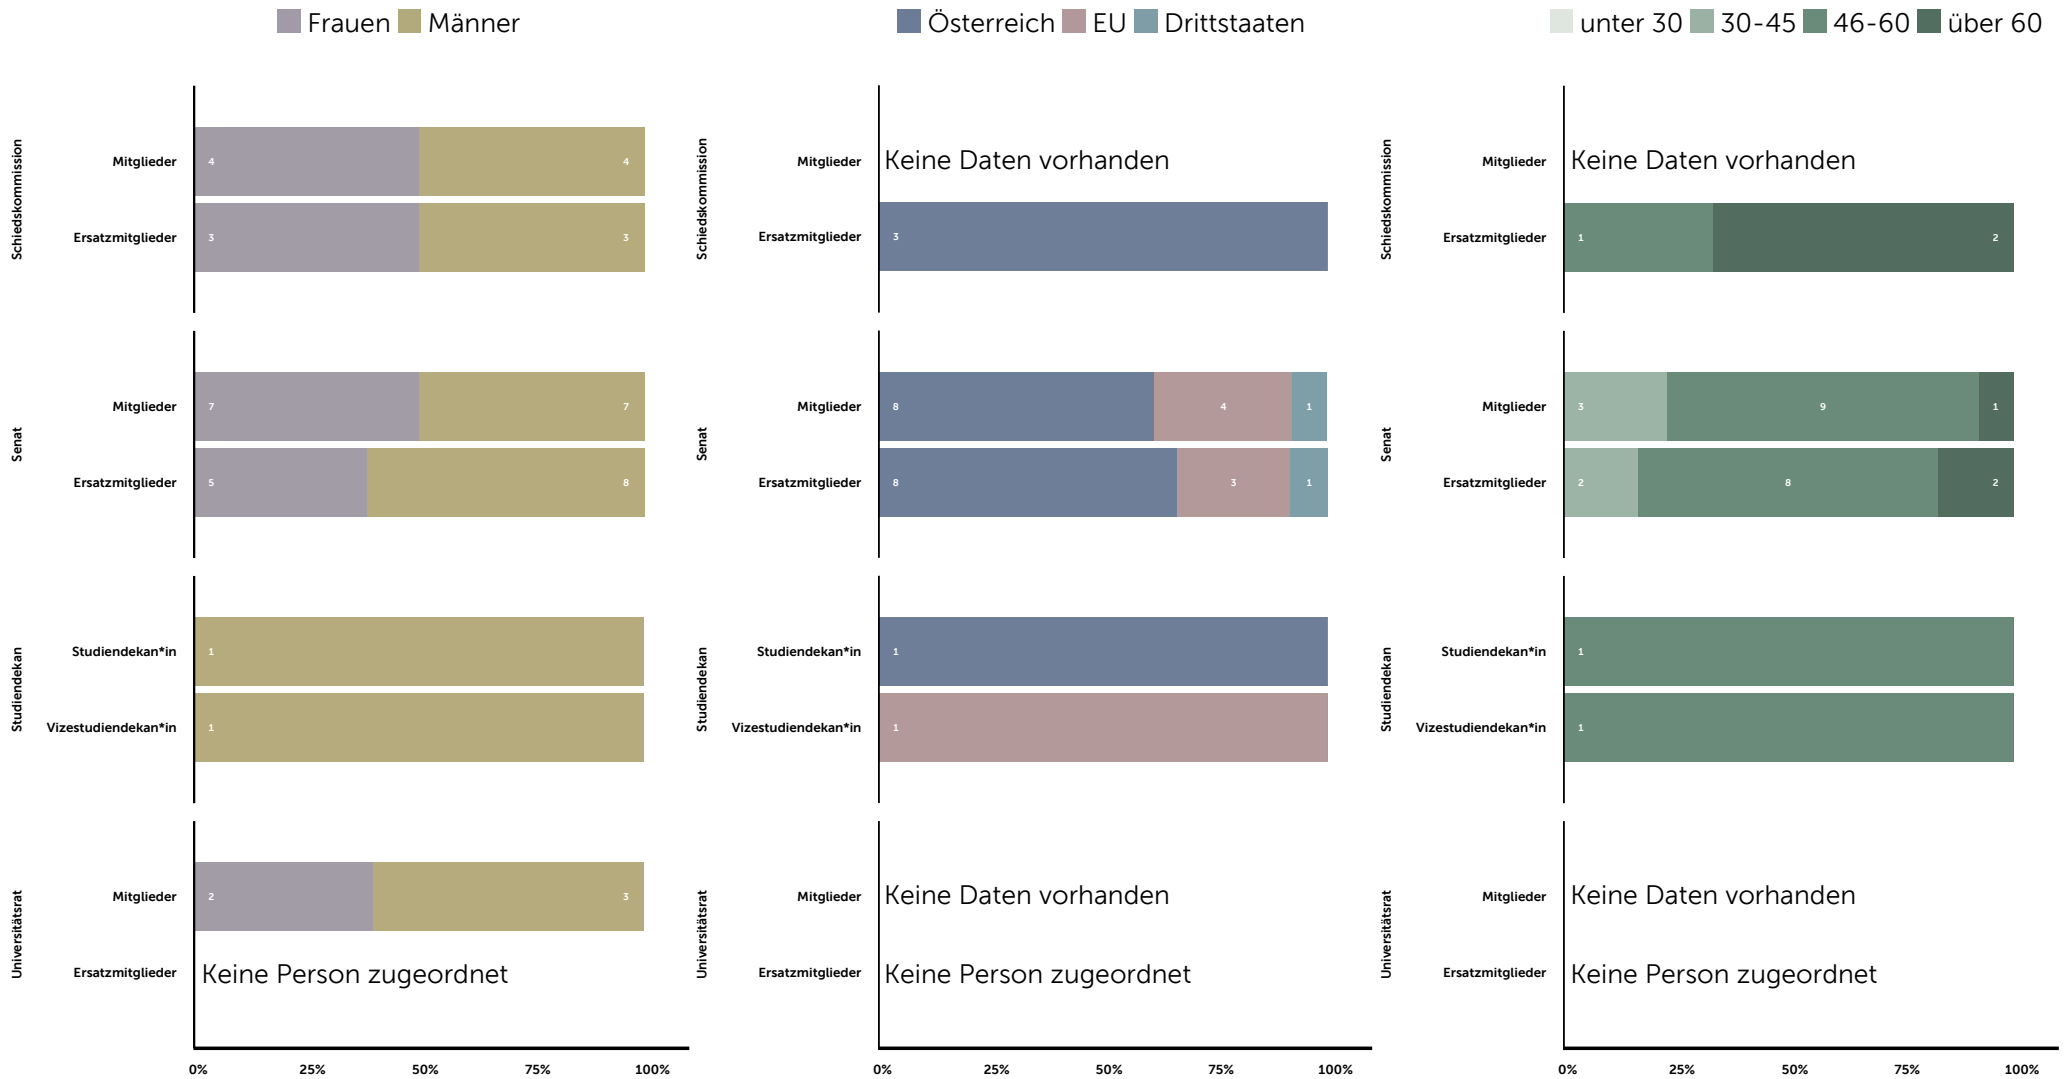 Frauen Männer
Österreich EU Drittstaaten
unter 30 30-45 46-60 über 60
Schiedskommission
Mitglieder
4 4
Ersatzmitglieder
3 3
Senat
Mitglieder
7 7
Ersatzmitglieder
5 8
Studiendekan
Studiendekan*in
1
Vizestudiendekan*in
1
Universitätsrat
Mitglieder
2 3
Ersatzmitglieder
Keine Person zugeordnet
0% 25% 50% 75% 100%
Schiedskommission
Mitglieder
Keine Daten vorhanden
Ersatzmitglieder
3
Senat
Mitglieder
8 4 1
Ersatzmitglieder
8 3 1
Studiendekan
Studiendekan*in
1
Vizestudiendekan*in
1
Universitätsrat
Mitglieder
Keine Daten vorhanden
Ersatzmitglieder
Keine Person zugeordnet
0% 25% 50% 75% 100%
Schiedskommission
Mitglieder
Keine Daten vorhanden
Ersatzmitglieder
1 2
Senat
Mitglieder
3 9 1
Ersatzmitglieder
2 8 2
Studiendekan
Studiendekan*in
1
Vizestudiendekan*in
1
Universitätsrat
Mitglieder
Keine Daten vorhanden
Ersatzmitglieder
Keine Person zugeordnet
0% 25% 50% 75% 100%